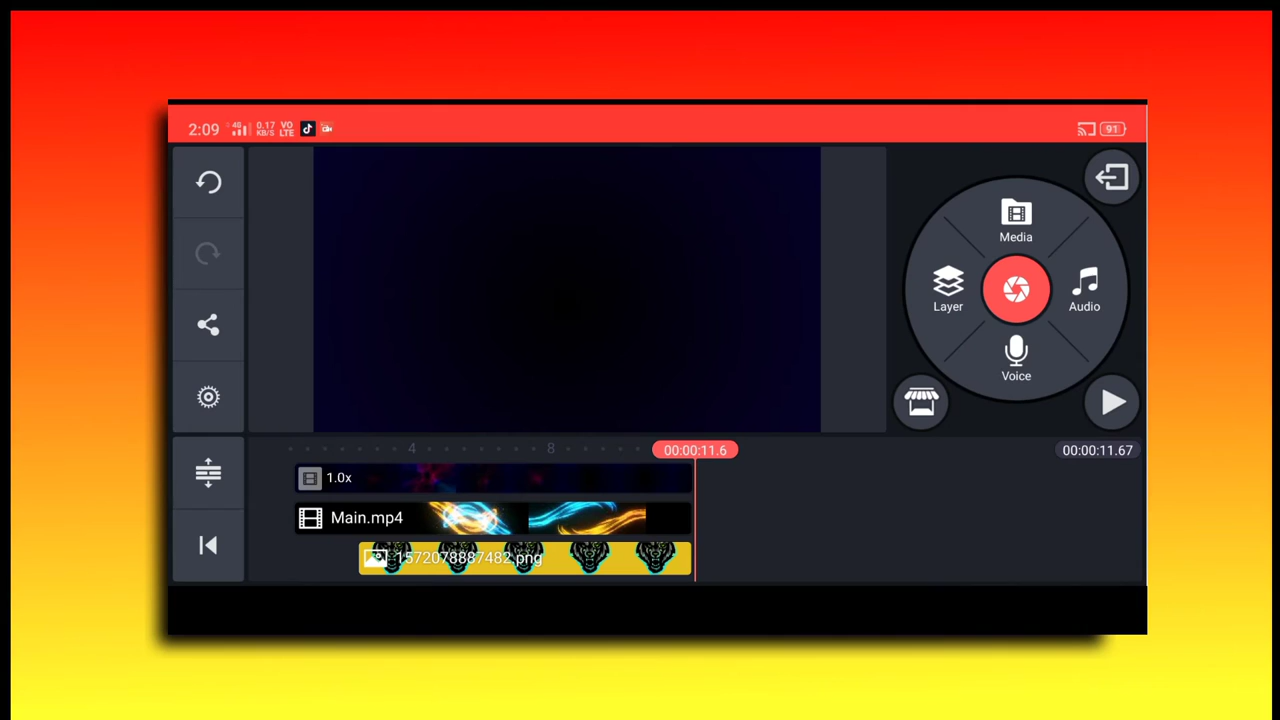 2:09 4G 0.17 KB/S VO LTE 91
Media
Layer
Audio
Voice
4 8 00:00:11.6 00:00:11.67
1.0x
Main.mp4
1572078887482.png